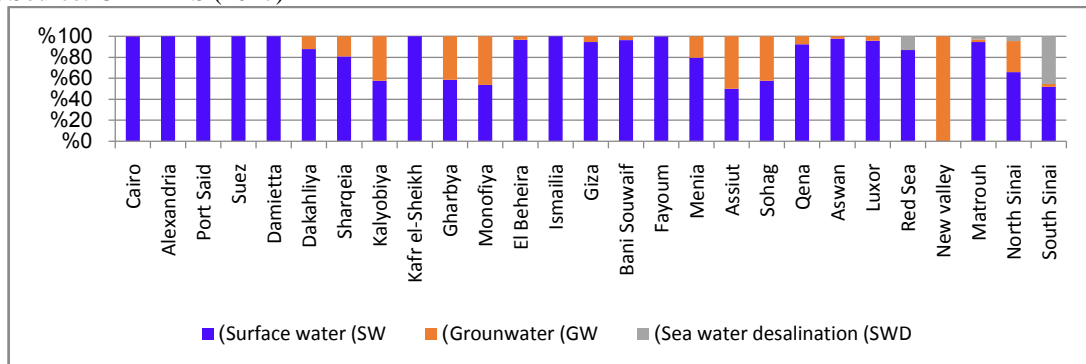 %100
%80
%60
%40
%20
%0
Cairo
Alexandria
Port Said
Suez
Damietta
Dakahliya
Sharqeia
Kalyobiya
Kafr el-Sheikh
Gharbya
Monofiya
El Beheira
Ismailia
Giza
Bani Souwaif
Fayoum
Menia
Assiut
Sohag
Qena
Aswan
Luxor
Red Sea
New valley
Matrouh
North Sinai
South Sinai
(Surface water (SW
(Grounwater (GW
(Sea water desalination (SWD